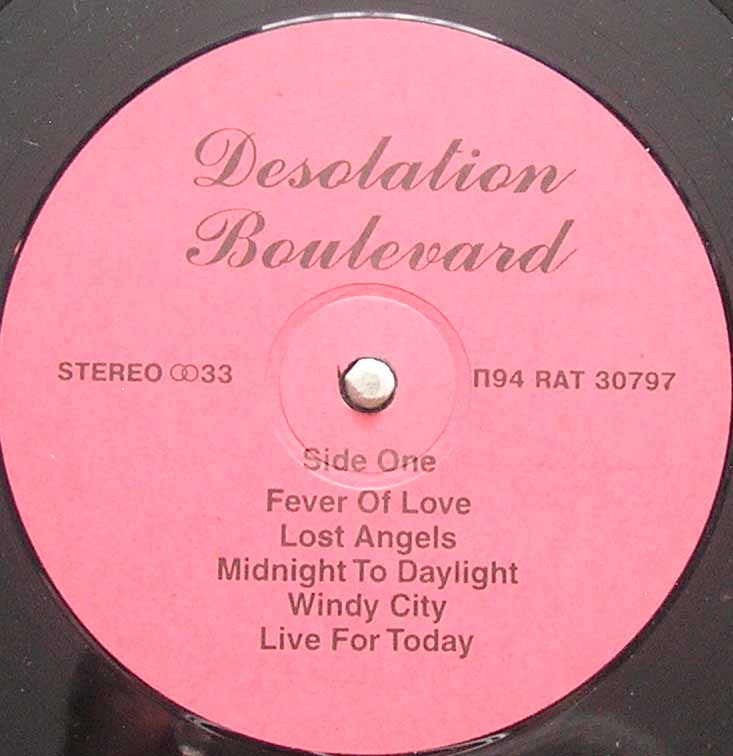 Desolation
Boulevard
STEREO ꝏ 33
П94 RAT 30797
Side One
Fever Of Love
Lost Angels
Midnight To Daylight
Windy City
Live For Today